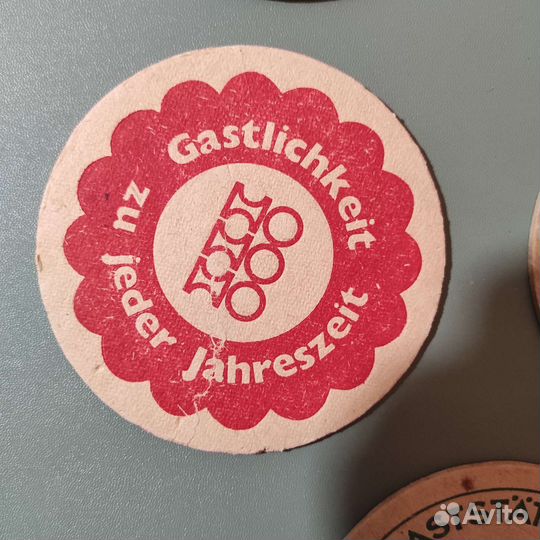 Gastlichkeit
zu jeder Jahreszeit
Avito